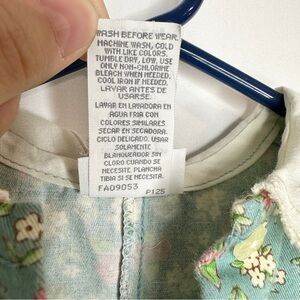 WASH BEFORE WEAR.
MACHINE WASH, COLD
WITH LIKE COLORS.
TUMBLE DRY, LOW. USE
ONLY NON-CHLORINE
BLEACH WHEN NEEDED.
COOL IRON IF NEEDED.
LAVAR ANTES DE
USARSE.
LAVAR EN LAVADORA EN
AGUA FRIA CON
COLORES SIMILARES.
SECAR EN SECADORA.
CICLO DELICADO. USAR
SOLAMENTE
BLANQUEADOR SIN
CLORO CUANDO SE
NECESITE. PLANCHA
TIBIA SI SE NECESITA.
FA09053 P125